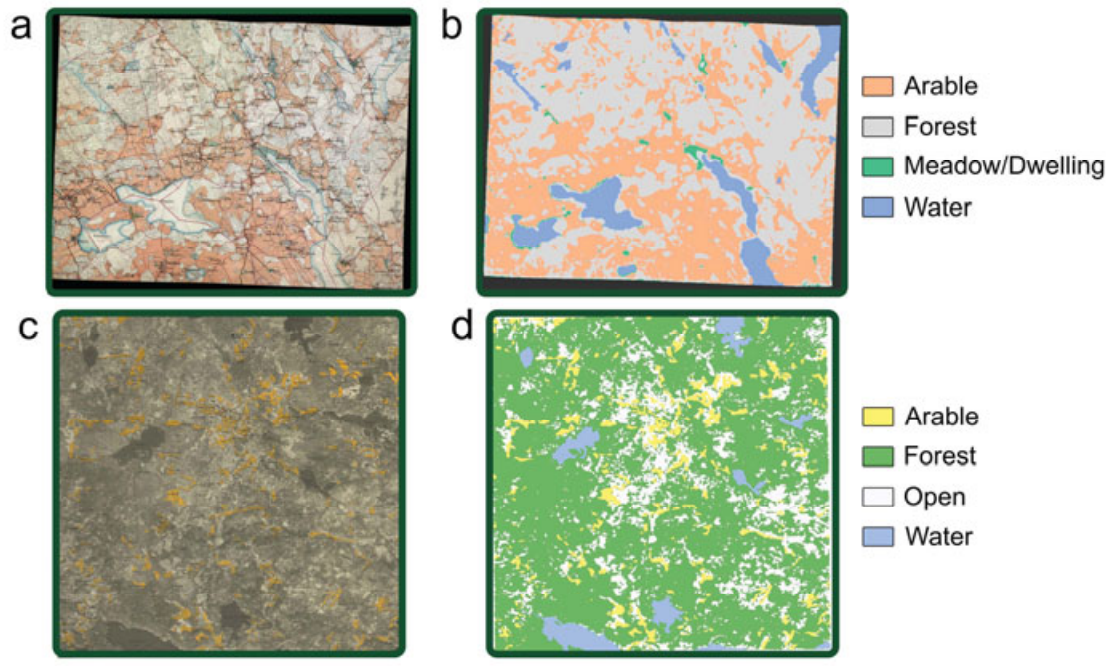 a
b
Arable
Forest
Meadow/Dwelling
Water
c
d
Arable
Forest
Open
Water